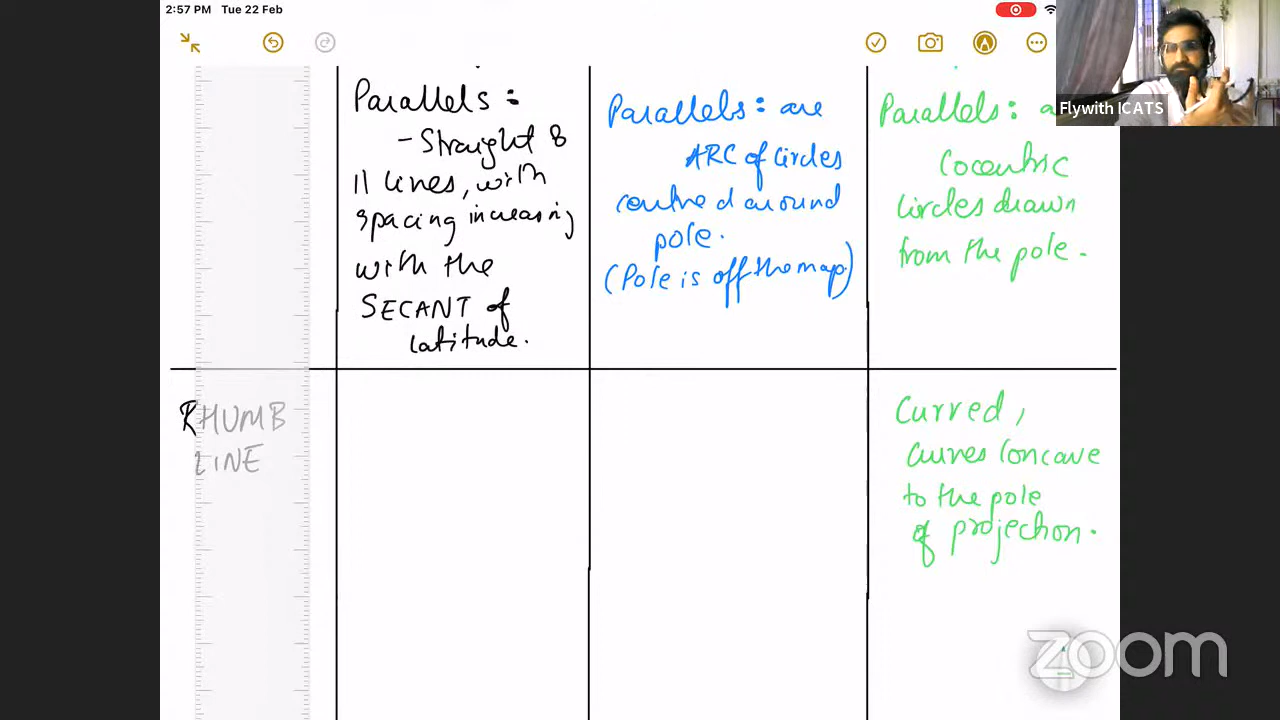 2:57 PM Tue 22 Feb
Flywith ICATS
Parallels :
- Straight &
11 lines with
spacing increasing
with the
SECANT of
latitude.
Parallels : are
ARC of Circles
centred around
pole.
(Pole is off the map)
Parallels : a
Cocentric
Circles drawn
from the pole.
RHUMB
LINE
Curved,
Curves Concave
to the pole
of projection.
zoom